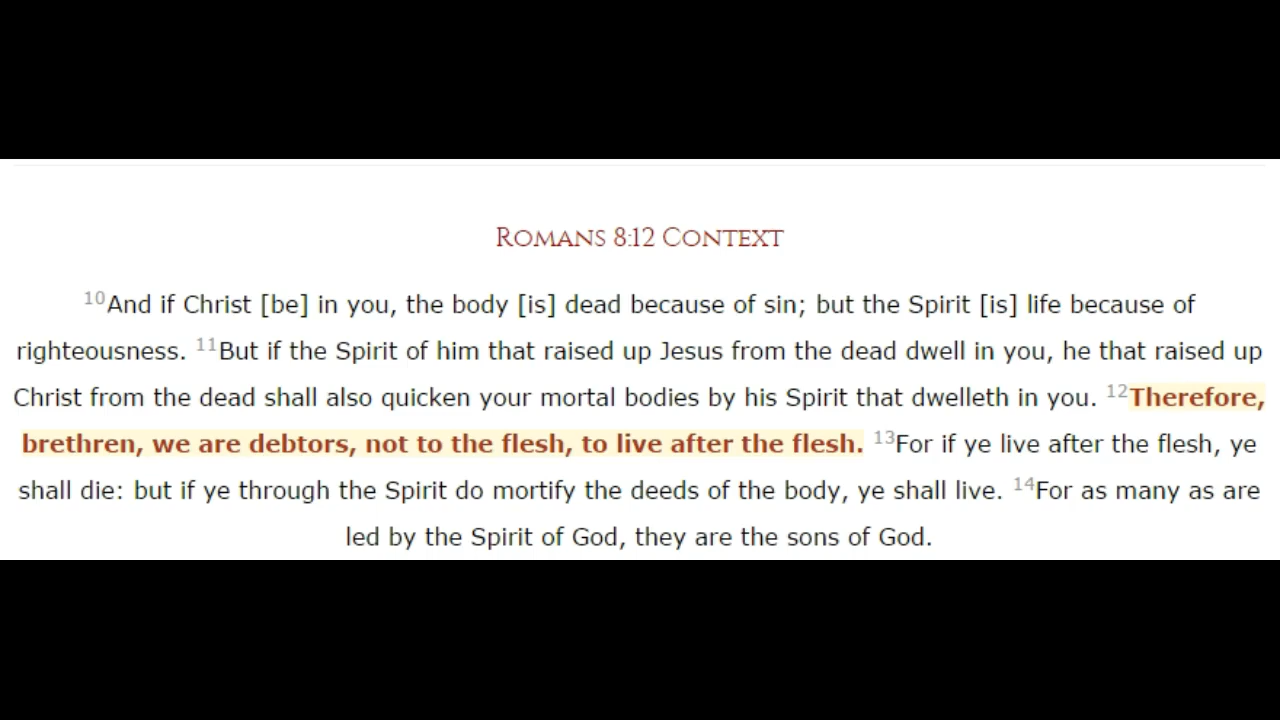 Romans 8:12 Context
10And if Christ [be] in you, the body [is] dead because of sin; but the Spirit [is] life because of
righteousness. 11But if the Spirit of him that raised up Jesus from the dead dwell in you, he that raised up
Christ from the dead shall also quicken your mortal bodies by his Spirit that dwelleth in you. 12Therefore,
brethren, we are debtors, not to the flesh, to live after the flesh. 13For if ye live after the flesh, ye
shall die: but if ye through the Spirit do mortify the deeds of the body, ye shall live. 14For as many as are
led by the Spirit of God, they are the sons of God.